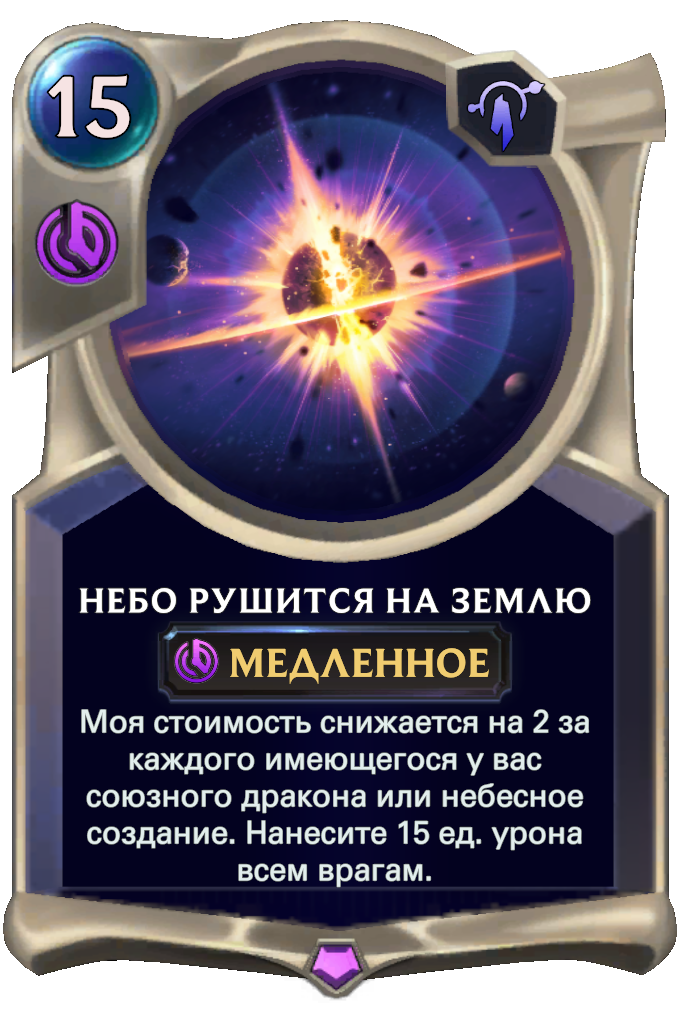 15
НЕБО РУШИТСЯ НА ЗЕМЛЮ
МЕДЛЕННОЕ
Моя стоимость снижается на 2 за
каждого имеющегося у вас
союзного дракона или небесное
создание. Нанесите 15 ед. урона
всем врагам.